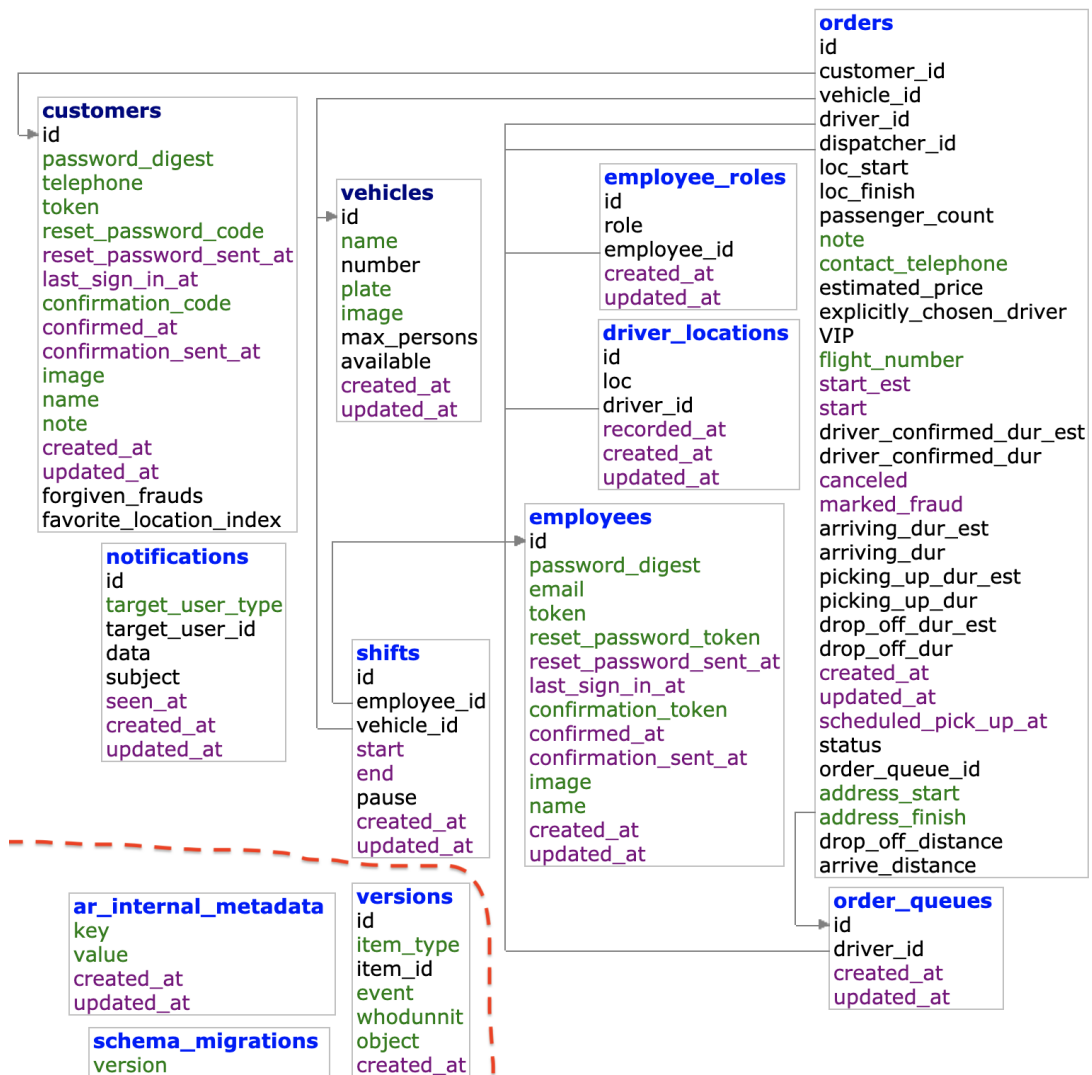 orders
id
customer_id
vehicle_id
driver_id
dispatcher_id
loc_start
loc_finish
passenger_count
note
contact_telephone
estimated_price
explicitly_chosen_driver
VIP
flight_number
start_est
start
driver_confirmed_dur_est
driver_confirmed_dur
canceled
marked_fraud
arriving_dur_est
arriving_dur
picking_up_dur_est
picking_up_dur
drop_off_dur_est
drop_off_dur
created_at
updated_at
scheduled_pick_up_at
status
order_queue_id
address_start
address_finish
drop_off_distance
arrive_distance
customers
id
password_digest
telephone
token
reset_password_code
reset_password_sent_at
last_sign_in_at
confirmation_code
confirmed_at
confirmation_sent_at
image
name
note
created_at
updated_at
forgiven_frauds
favorite_location_index
vehicles
id
name
number
plate
image
max_persons
available
created_at
updated_at
employee_roles
id
role
employee_id
created_at
updated_at
driver_locations
id
loc
driver_id
recorded_at
created_at
updated_at
employees
id
password_digest
email
token
reset_password_token
reset_password_sent_at
last_sign_in_at
confirmation_token
confirmed_at
confirmation_sent_at
image
name
created_at
updated_at
notifications
id
target_user_type
target_user_id
data
subject
seen_at
created_at
updated_at
shifts
id
employee_id
vehicle_id
start
end
pause
created_at
updated_at
order_queues
id
driver_id
created_at
updated_at
ar_internal_metadata
key
value
created_at
updated_at
versions
id
item_type
item_id
event
whodunnit
object
created_at
schema_migrations
version